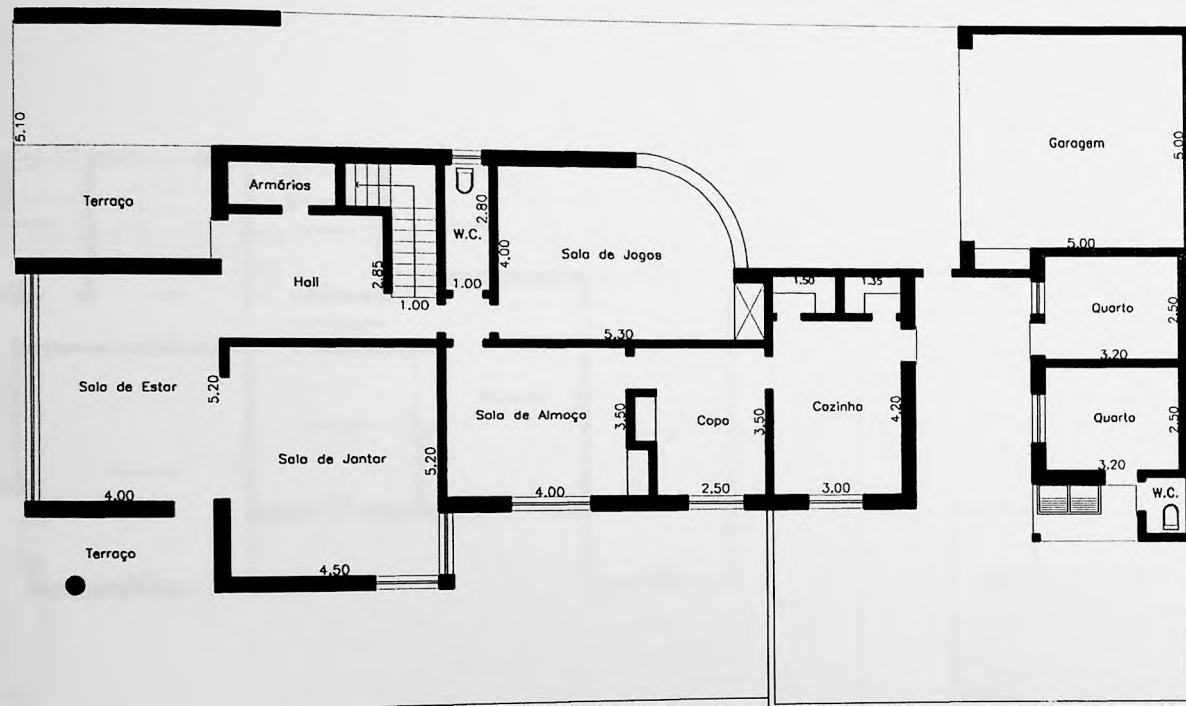 5.10
Terraço
Armários
W.C.
2.80
1.00
4.00
Sala de Jogos
5.30
Garagem
5.00
5.00
Hall
2.85
1.00
1.50
1.35
Quarto
2.50
3.20
Sala de Estar
5.20
4.00
Sala de Jantar
5.20
4.50
Sala de Almoço
3.50
4.00
Copa
3.50
2.50
Cozinha
4.20
3.00
Quarto
2.50
3.20
W.C.
Terraço